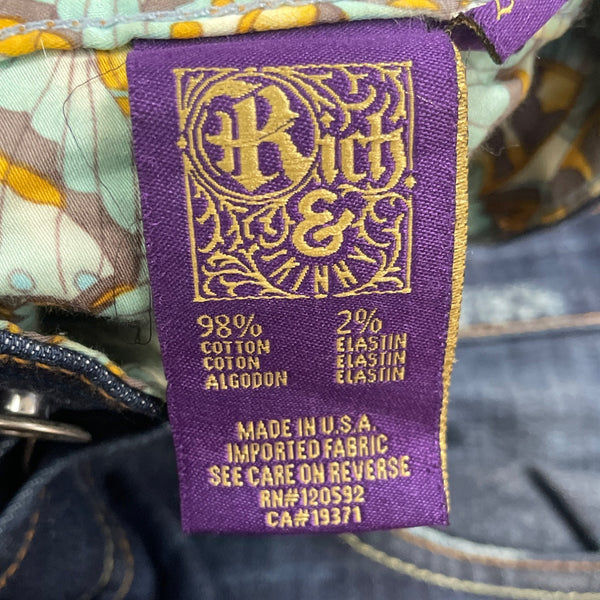 Rich
&
SKINNY
98% 2%
COTTON ELASTIN
COTON ELASTIN
ALGODON ELASTIN
MADE IN U.S.A.
IMPORTED FABRIC
SEE CARE ON REVERSE
RN#120592
CA#19371